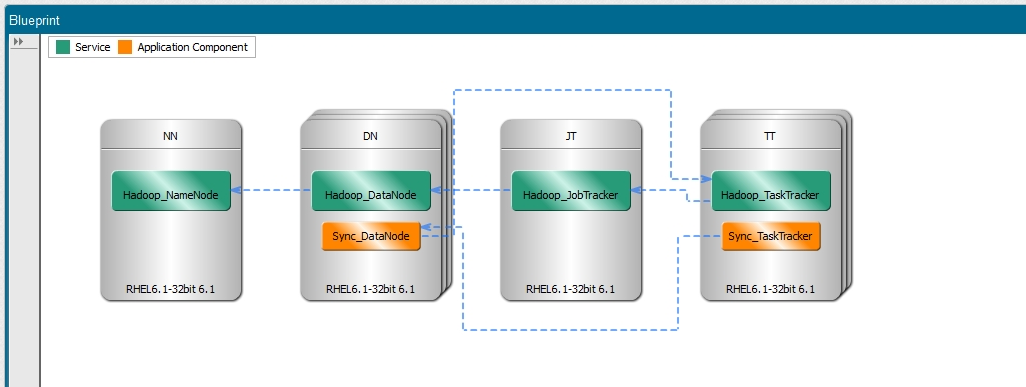 Blueprint
Service Application Component
NN DN JT TT
Hadoop_NameNode Hadoop_DataNode Hadoop_JobTracker Hadoop_TaskTracker
Sync_DataNode Sync_TaskTracker
RHEL6.1-32bit 6.1 RHEL6.1-32bit 6.1 RHEL6.1-32bit 6.1 RHEL6.1-32bit 6.1